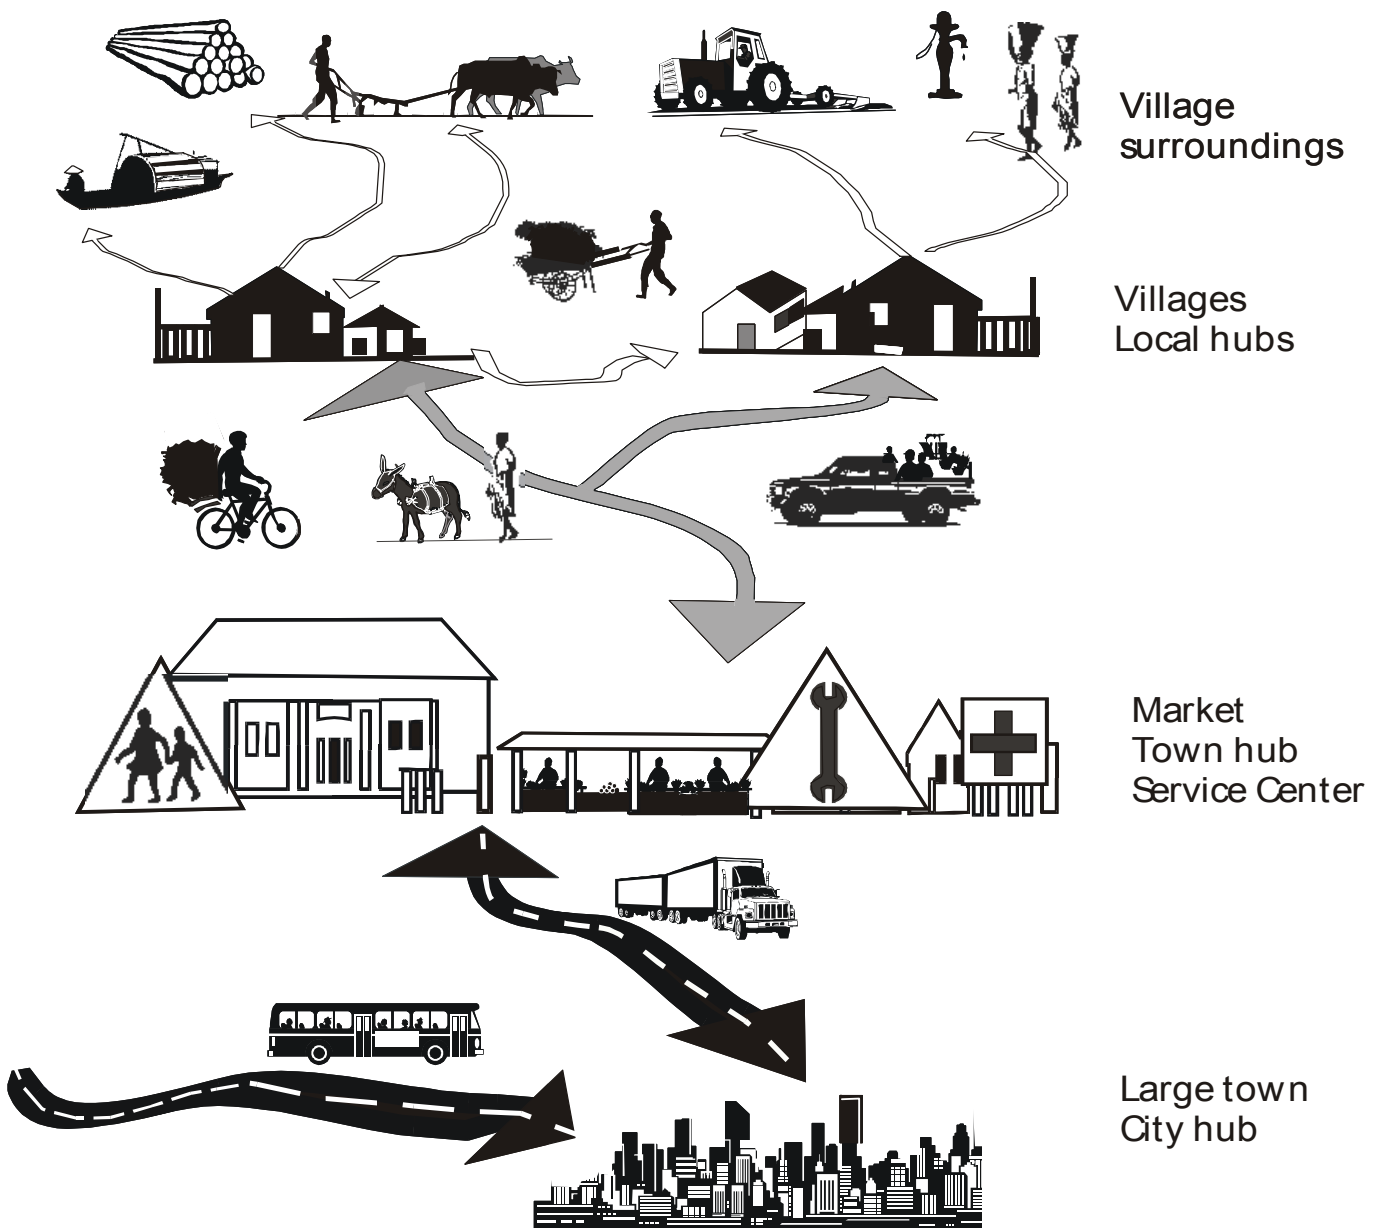 Village
surroundings
Villages
Local hubs
Market
Town hub
Service Center
Large town
City hub